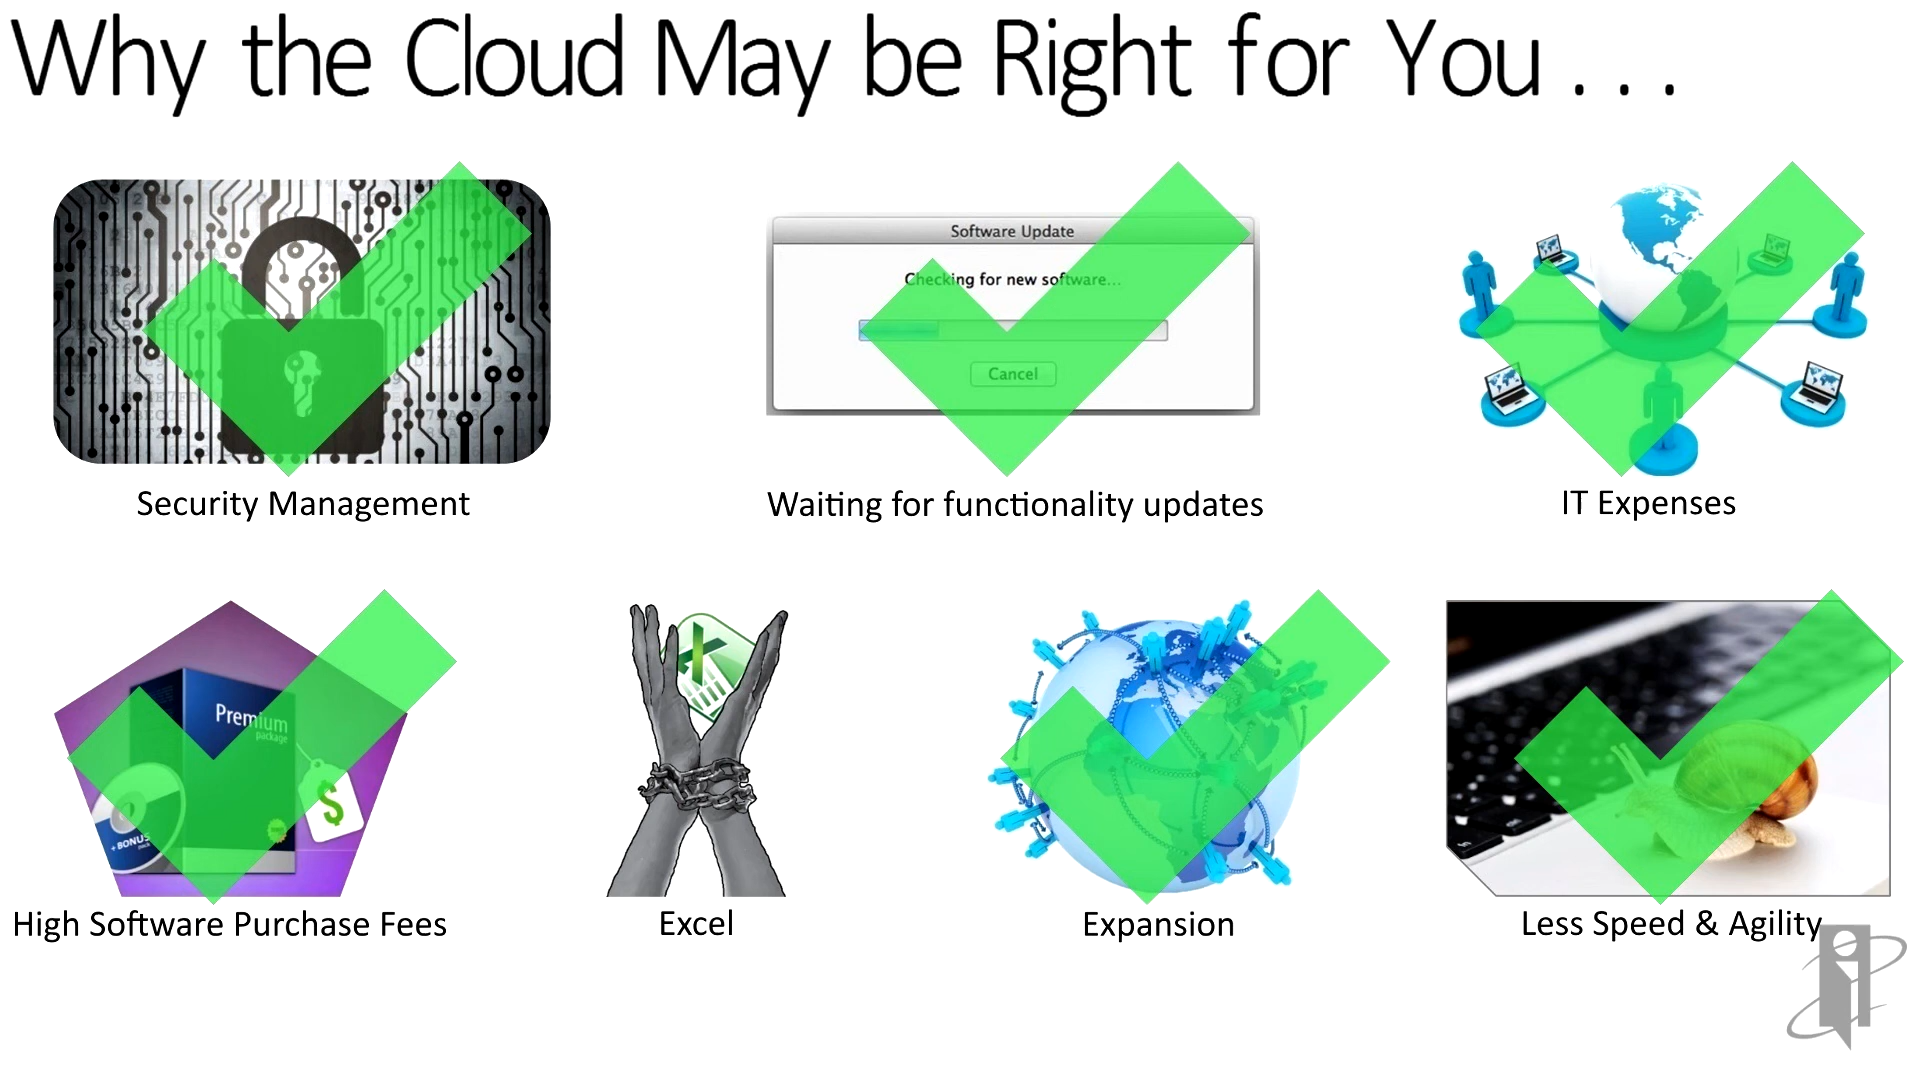 Why the Cloud May be Right for You . . .
Software Update
Checking for new software...
Cancel
Security Management
Waiting for functionality updates
IT Expenses
Premium
package
+ BONUS
$
High Software Purchase Fees
Excel
Expansion
Less Speed & Agility